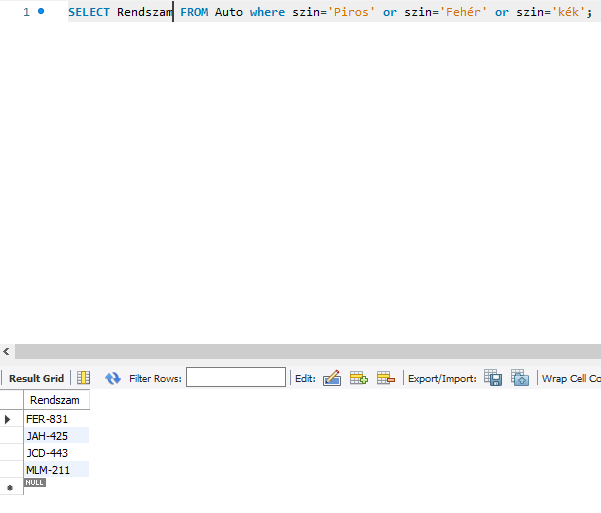 1 SELECT Rendszam FROM Auto where szin='Piros' or szin='Fehér' or szin='kék';
Result Grid Filter Rows: Edit: Export/Import: Wrap Cell Co
Rendszam
FER-831
JAH-425
JCD-443
MLM-211
NULL